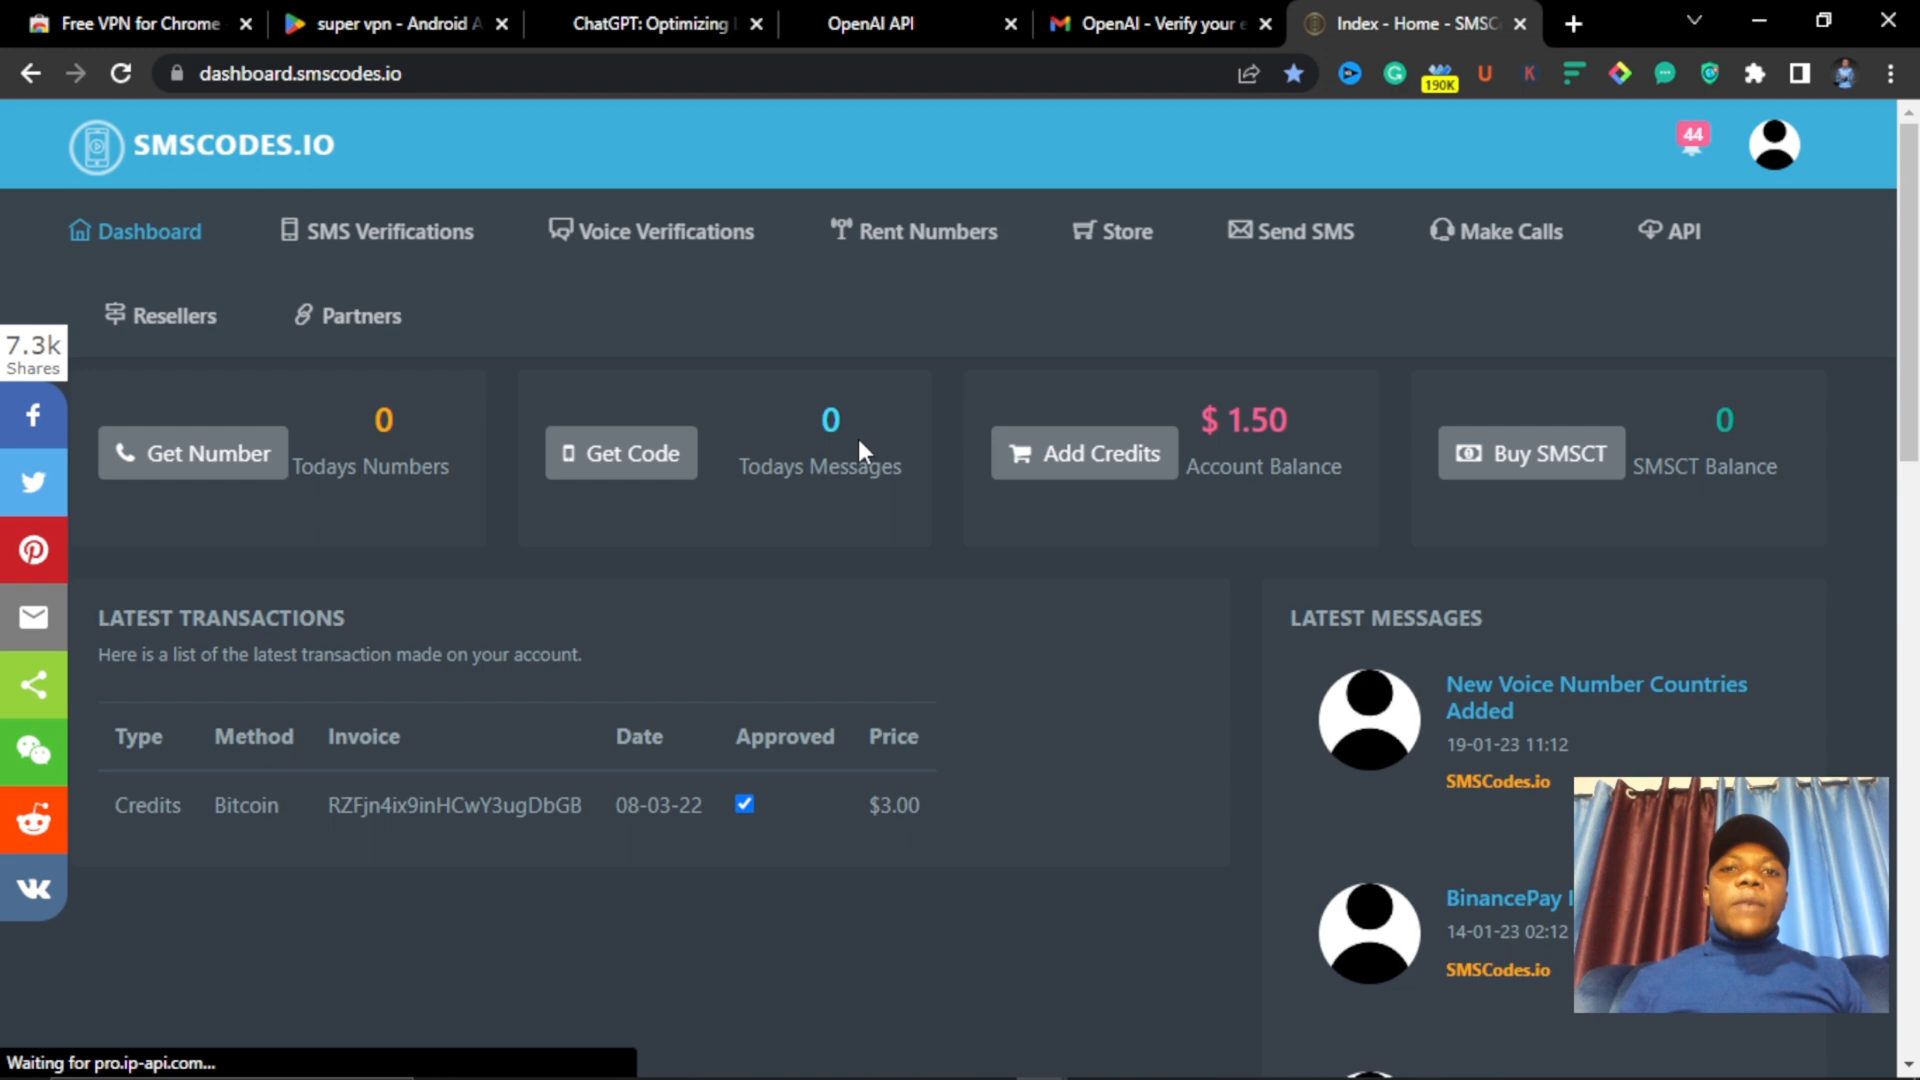 Free VPN for Chrome
super vpn - Android A
ChatGPT: Optimizing
OpenAI API
OpenAI - Verify your e
Index - Home - SMSC
dashboard.smscodes.io
190K
U
K
SMSCODES.IO
44
Dashboard
SMS Verifications
Voice Verifications
Rent Numbers
Store
Send SMS
Make Calls
API
Resellers
Partners
7.3k
Shares
Get Number
0
Todays Numbers
Get Code
0
Todays Messages
Add Credits
$ 1.50
Account Balance
Buy SMSCT
0
SMSCT Balance
LATEST TRANSACTIONS
Here is a list of the latest transaction made on your account.
Type Method Invoice Date Approved Price
Credits Bitcoin RZFjn4ix9inHCwY3ugDbGB 08-03-22 $3.00
LATEST MESSAGES
New Voice Number Countries
Added
19-01-23 11:12
SMSCodes.io
BinancePay
14-01-23 02:12
SMSCodes.io
Waiting for pro.ip-api.com...